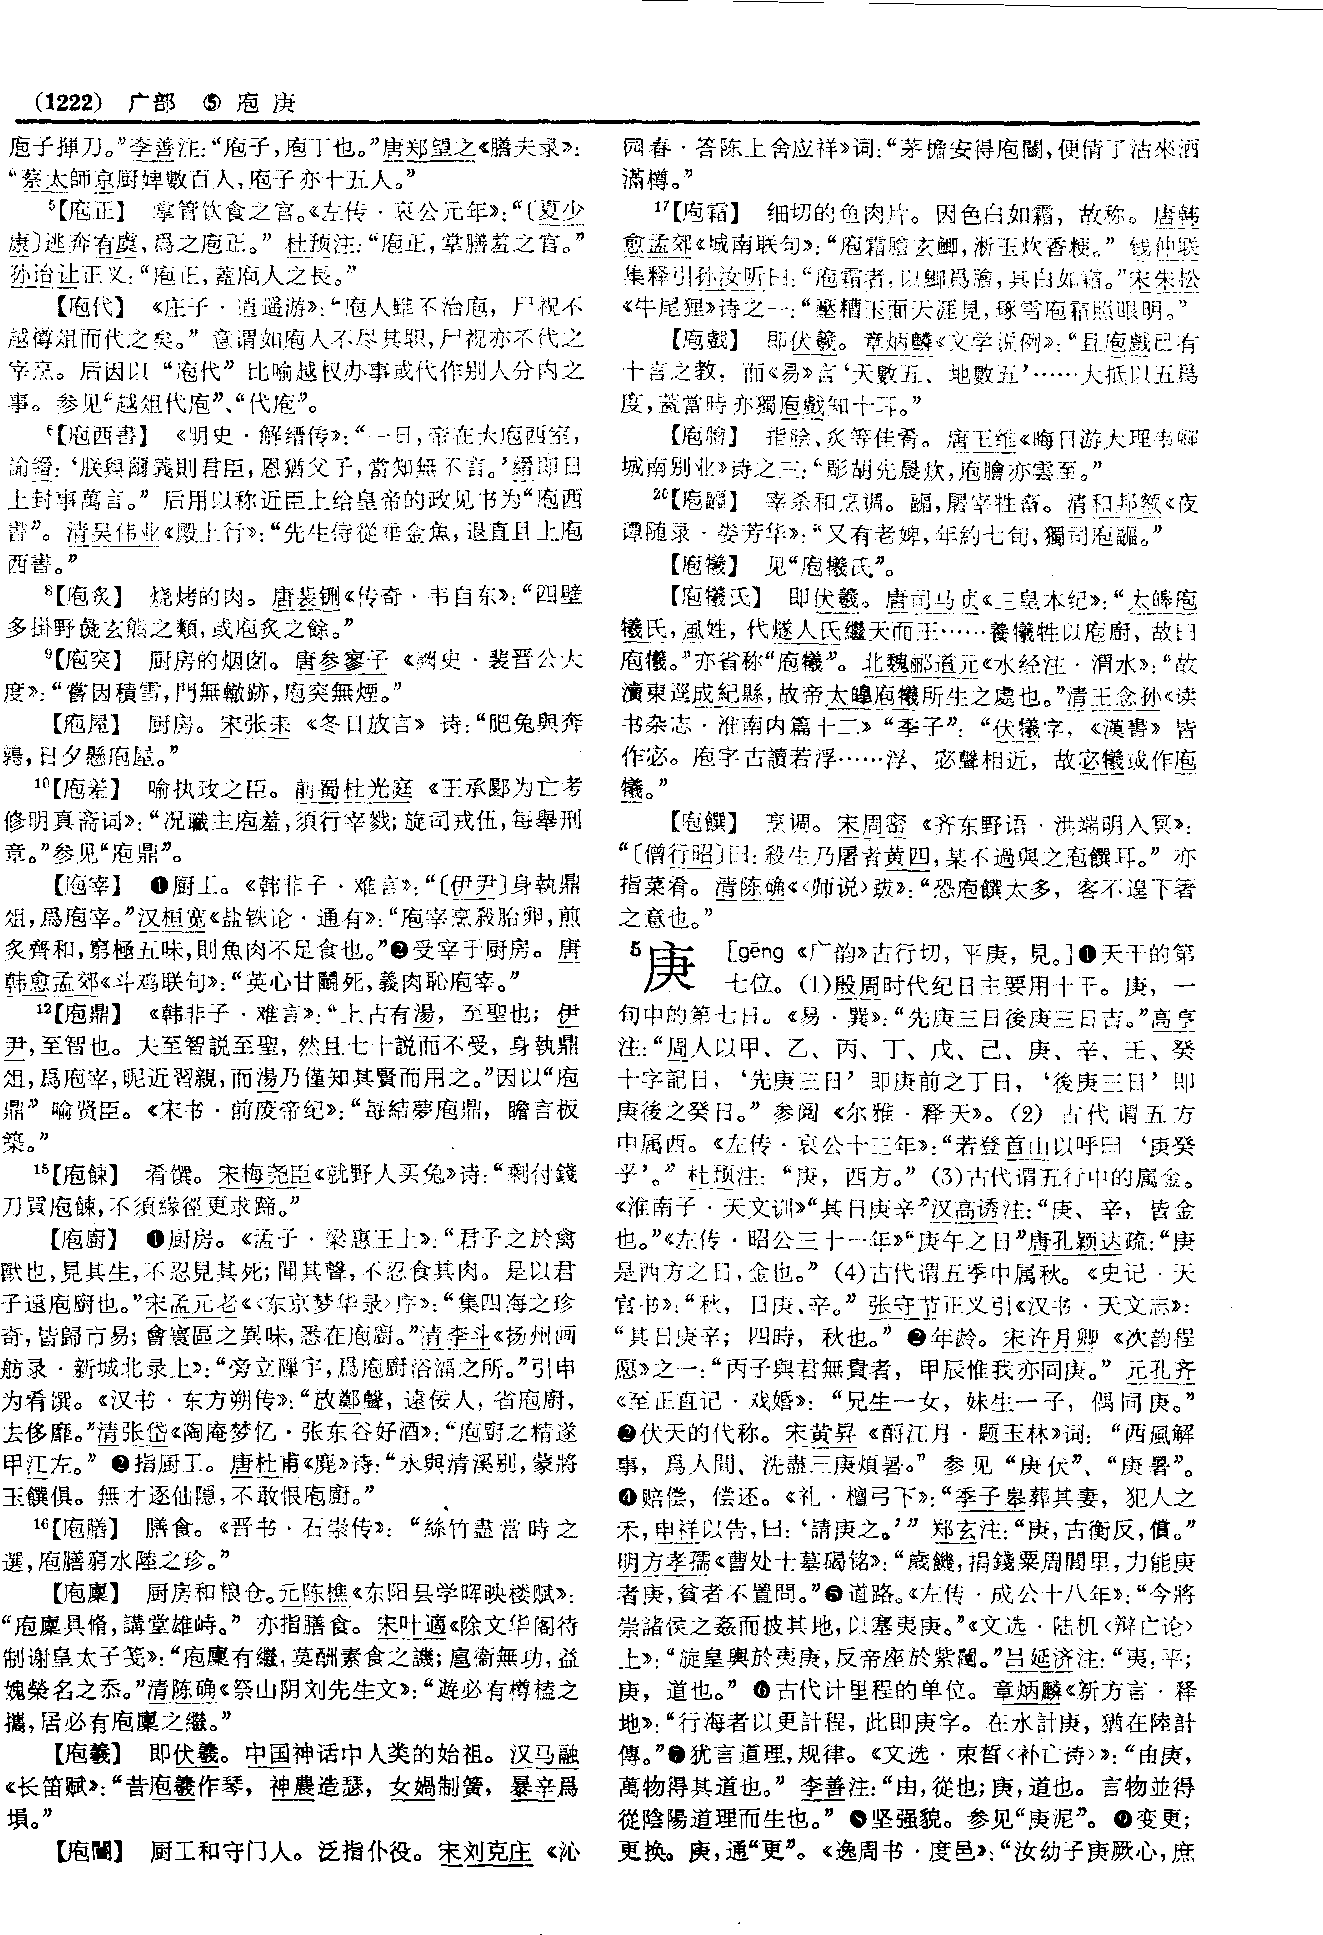 (1222) 广部 ⑤ 庖 庚
庖子揮刀。”李善注：“庖子，庖丁也。”唐郑望之《膳夫录》：
“蔡太師京厨婢數百人，庖子亦十五人。”
⁵【庖正】 掌管饮食之官。《左传·哀公元年》：“〔夏少
康〕逃奔有虞，爲之庖正。” 杜预注：“庖正，掌膳羞之官。”
孙诒让正义：“庖正，蓋庖人之長。”
【庖代】 《庄子·逍遥游》：“庖人雖不治庖，尸祝不
越樽俎而代之矣。” 意谓如庖人不尽其职，尸祝亦不代之
宰烹。后因以“庖代”比喻越权办事或代作别人分内之
事。参见“越俎代庖”、“代庖”。
⁶【庖西書】 《明史·解缙传》：“一日，帝在大庖西室，
諭縉：‘朕與爾義則君臣，恩猶父子，當知無不言。’縉即日
上封事萬言。” 后用以称近臣上给皇帝的政见书为“庖西
書”。清吴伟业《殿上行》：“先生侍從垂金魚，退直且上庖
西書。”
⁸【庖炙】 烧烤的肉。唐裴铏《传奇·韦自东》：“四壁
多掛野彘玄熊之類，或庖炙之餘。”
⁹【庖突】 厨房的烟囱。唐参寥子《阙史·裴晋公大
度》：“嘗因積雪，門無轍跡，庖突無煙。”
【庖屋】 厨房。宋张耒《冬日放言》诗：“肥兔與奔
鶉，日夕懸庖屋。”
¹⁰【庖羞】 喻执政之臣。前蜀杜光庭《王承郾为亡考
修明真斋词》：“况職主庖羞，須行宰戮；旋司戎伍，每舉刑
章。”参见“庖鼎”。
【庖宰】 ❶厨工。《韩非子·难言》：“〔伊尹〕身執鼎
俎，爲庖宰。”汉桓宽《盐铁论·通有》：“庖宰烹殺胎卵，煎
炙齊和，窮極五味，則魚肉不足食也。”❷受宰于厨房。唐
韩愈孟郊《斗鸡联句》：“英心甘鬭死，義肉恥庖宰。”
¹²【庖鼎】 《韩非子·难言》：“上古有湯，至聖也；伊
尹，至智也。夫至智説至聖，然且七十説而不受，身執鼎
俎，爲庖宰，昵近習親，而湯乃僅知其賢而用之。”因以“庖
鼎”喻贤臣。《宋书·前废帝纪》：“每結夢庖鼎，瞻言板
築。”
¹⁵【庖餗】 肴馔。宋梅尧臣《就野人买兔》诗：“剩付錢
刀買庖餗，不須緣徑更求蹄。”
【庖廚】 ❶厨房。《孟子·梁惠王上》：“君子之於禽
獸也，見其生，不忍見其死；聞其聲，不忍食其肉。是以君
子遠庖廚也。”宋孟元老《〈东京梦华录〉序》：“集四海之珍
奇，皆歸市易；會寰區之異味，悉在庖廚。”清李斗《扬州画
舫录·新城北录上》：“旁立隙宇，爲庖廚浴湢之所。”引申
为肴馔。《汉书·东方朔传》：“放鄭聲，遠佞人，省庖廚，
去侈靡。”清张岱《陶庵梦忆·张东谷好酒》：“庖廚之精遂
甲江左。” ❷指厨工。唐杜甫《麂》诗：“永與清溪别，蒙將
玉饌俱。無才逐仙隱，不敢恨庖廚。”
¹⁶【庖膳】 膳食。《晋书·石崇传》：“絲竹盡當時之
選，庖膳窮水陸之珍。”
【庖廩】 厨房和粮仓。元陈樵《东阳县学晖映楼赋》：
“庖廩具脩，講堂雄峙。” 亦指膳食。宋叶適《除文华阁待
制谢皇太子笺》：“庖廩有繼，莫酬素食之譏；扈衞無功，益
媿榮名之忝。”清陈确《祭山阴刘先生文》：“遊必有樽榼之
攜，居必有庖廩之繼。”
【庖羲】 即伏羲。中国神话中人类的始祖。汉马融
《长笛赋》：“昔庖羲作琴，神農造瑟，女媧制簧，暴辛爲
塤。”
【庖閽】 厨工和守门人。泛指仆役。宋刘克庄《沁
园春·答陈上舍应祥》词：“茅檐安得庖閽，便倩了沽來洒
滿樽。”
¹⁷【庖霜】 细切的鱼肉片。因色白如霜，故称。唐韩
愈孟郊《城南联句》：“庖霜膾玄鯽，淅玉炊香粳。” 钱仲联
集释引孙汝听曰：“庖霜者，以鯽爲膾，其白如霜。”宋朱松
《牛尾狸》诗之一：“壓糟玉面天涯見，琢雪庖霜照眼明。”
【庖戲】 即伏羲。章炳麟《文学说例》：“且庖戲已有
十言之教，而《易》言‘天數五、地數五’……大抵以五爲
度，蓋當時亦獨庖戲知十耳。”
【庖膾】 指脍、炙等佳肴。唐王维《晦日游大理韦卿
城南别业》诗之三：“彫胡先晨炊，庖膾亦雲至。”
²⁰【庖疈】 宰杀和烹调。疈，屠宰牲畜。清和邦额《夜
谭随录·娄芳华》：“又有老婢，年約七旬，獨司庖疈。”
【庖犧】 见“庖犧氏”。
【庖犧氏】 即伏羲。唐司马贞《三皇本纪》：“太皞庖
犧氏，風姓，代燧人氏繼天而王……養犧牲以庖廚，故曰
庖犧。”亦省称“庖犧”。北魏郦道元《水经注·渭水》：“故
瀆東逕成紀縣，故帝太皞庖犧所生之處也。”清王念孙《读
书杂志·淮南内篇十二》“季子”：“伏犧字，《漢書》皆
作宓。庖字古讀若浮……浮、宓聲相近，故宓犧或作庖
犧。”
【庖饌】 烹调。宋周密《齐东野语·洪端明入冥》：
“〔僧行昭〕曰：殺生乃屠者黄四，某不過與之庖饌耳。” 亦
指菜肴。清陈确《〈师说〉跋》：“恐庖饌太多，客不遑下箸
之意也。”
⁵庚 [gēng 《广韵》古行切，平庚，見。]❶天干的第
七位。(1)殷周时代纪日主要用十干。庚，一
旬中的第七日。《易·巽》：“先庚三日後庚三日吉。”高亨
注：“周人以甲、乙、丙、丁、戊、己、庚、辛、壬、癸
十字記日，‘先庚三日’即庚前之丁日，‘後庚三日’即
庚後之癸日。” 参阅《尔雅·释天》。(2) 古代谓五方
中属西。《左传·哀公十三年》：“若登首山以呼曰‘庚癸
乎’。” 杜预注：“庚，西方。” (3)古代谓五行中的属金。
《淮南子·天文训》“其日庚辛”汉高诱注：“庚、辛，皆金
也。”《左传·昭公三十一年》“庚午之日”唐孔颖达疏：“庚
是西方之日，金也。” (4)古代谓五季中属秋。《史记·天
官书》：“秋，日庚、辛。” 张守节正义引《汉书·天文志》：
“其日庚辛；四時，秋也。” ❷年龄。宋许月卿《次韵程
愿》之一：“丙子與君無貴者，甲辰惟我亦同庚。” 元孔齐
《至正直记·戏婚》：“兄生一女，妹生一子，偶同庚。”
❸伏天的代称。宋黄昇《酹江月·题玉林》词：“西風解
事，爲人間、洗盡三庚煩暑。” 参见“庚伏”、“庚暑”。
❹赔偿，偿还。《礼·檀弓下》：“季子皋葬其妻，犯人之
禾，申祥以告，曰：‘請庚之。’” 郑玄注：“庚，古衡反，償。”
明方孝孺《曹处士墓碣铭》：“歲饑，捐錢粟周閭里，力能庚
者庚，貧者不置問。”❺道路。《左传·成公十八年》：“今將
崇諸侯之姦而披其地，以塞夷庚。”《文选·陆机〈辩亡论〉
上》：“旋皇輿於夷庚，反帝座於紫闥。”吕延济注：“夷，平；
庚，道也。” ❻古代计里程的单位。章炳麟《新方言·释
地》：“行海者以更計程，此即庚字。在水計庚，猶在陸計
傳。”❼犹言道理，规律。《文选·束皙〈补亡诗〉》：“由庚，
萬物得其道也。” 李善注：“由，從也；庚，道也。言物並得
從陰陽道理而生也。” ❽坚强貌。参见“庚泥”。 ❾变更；
更换。庚，通“更”。《逸周书·度邑》：“汝幼子庚厥心，庶